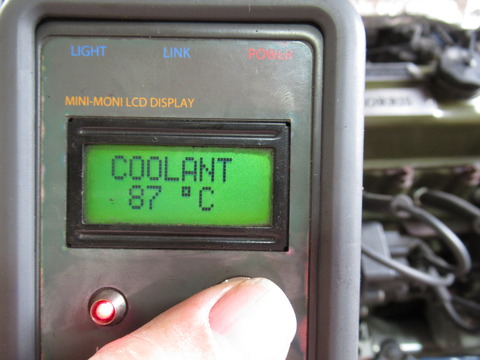 LIGHT LINK POWER
MINI-MONI LCD DISPLAY
COOLANT
87 °C